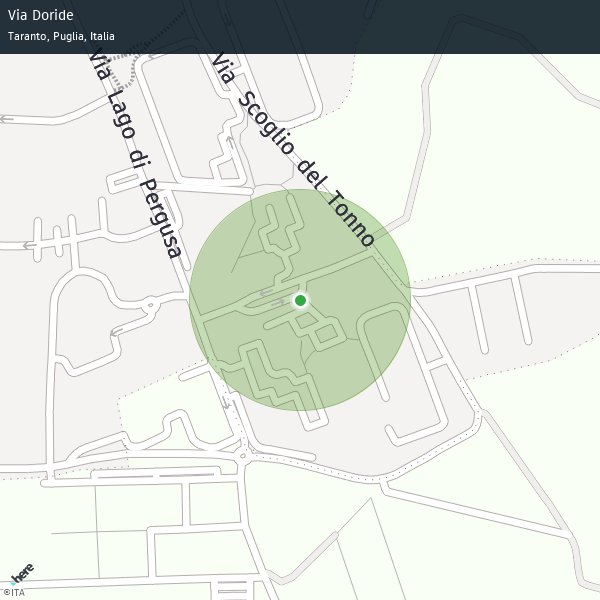 Via Doride
Taranto, Puglia, Italia
Via Lago di Pergusa
Via Scoglio del Tonno
here
©ITA